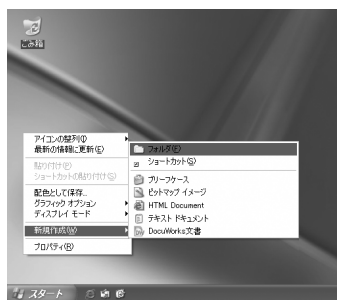 ごみ箱
アイコンの整列(I)
最新の情報に更新(E)
貼り付け(P)
ショートカットの貼り付け(S)
配色として保存...
グラフィック オプション
ディスプレイ モード
新規作成(W)
プロパティ(R)
フォルダ(F)
ショートカット(S)
ブリーフケース
ビットマップ イメージ
HTML Document
テキスト ドキュメント
DocuWorks文書
スタート